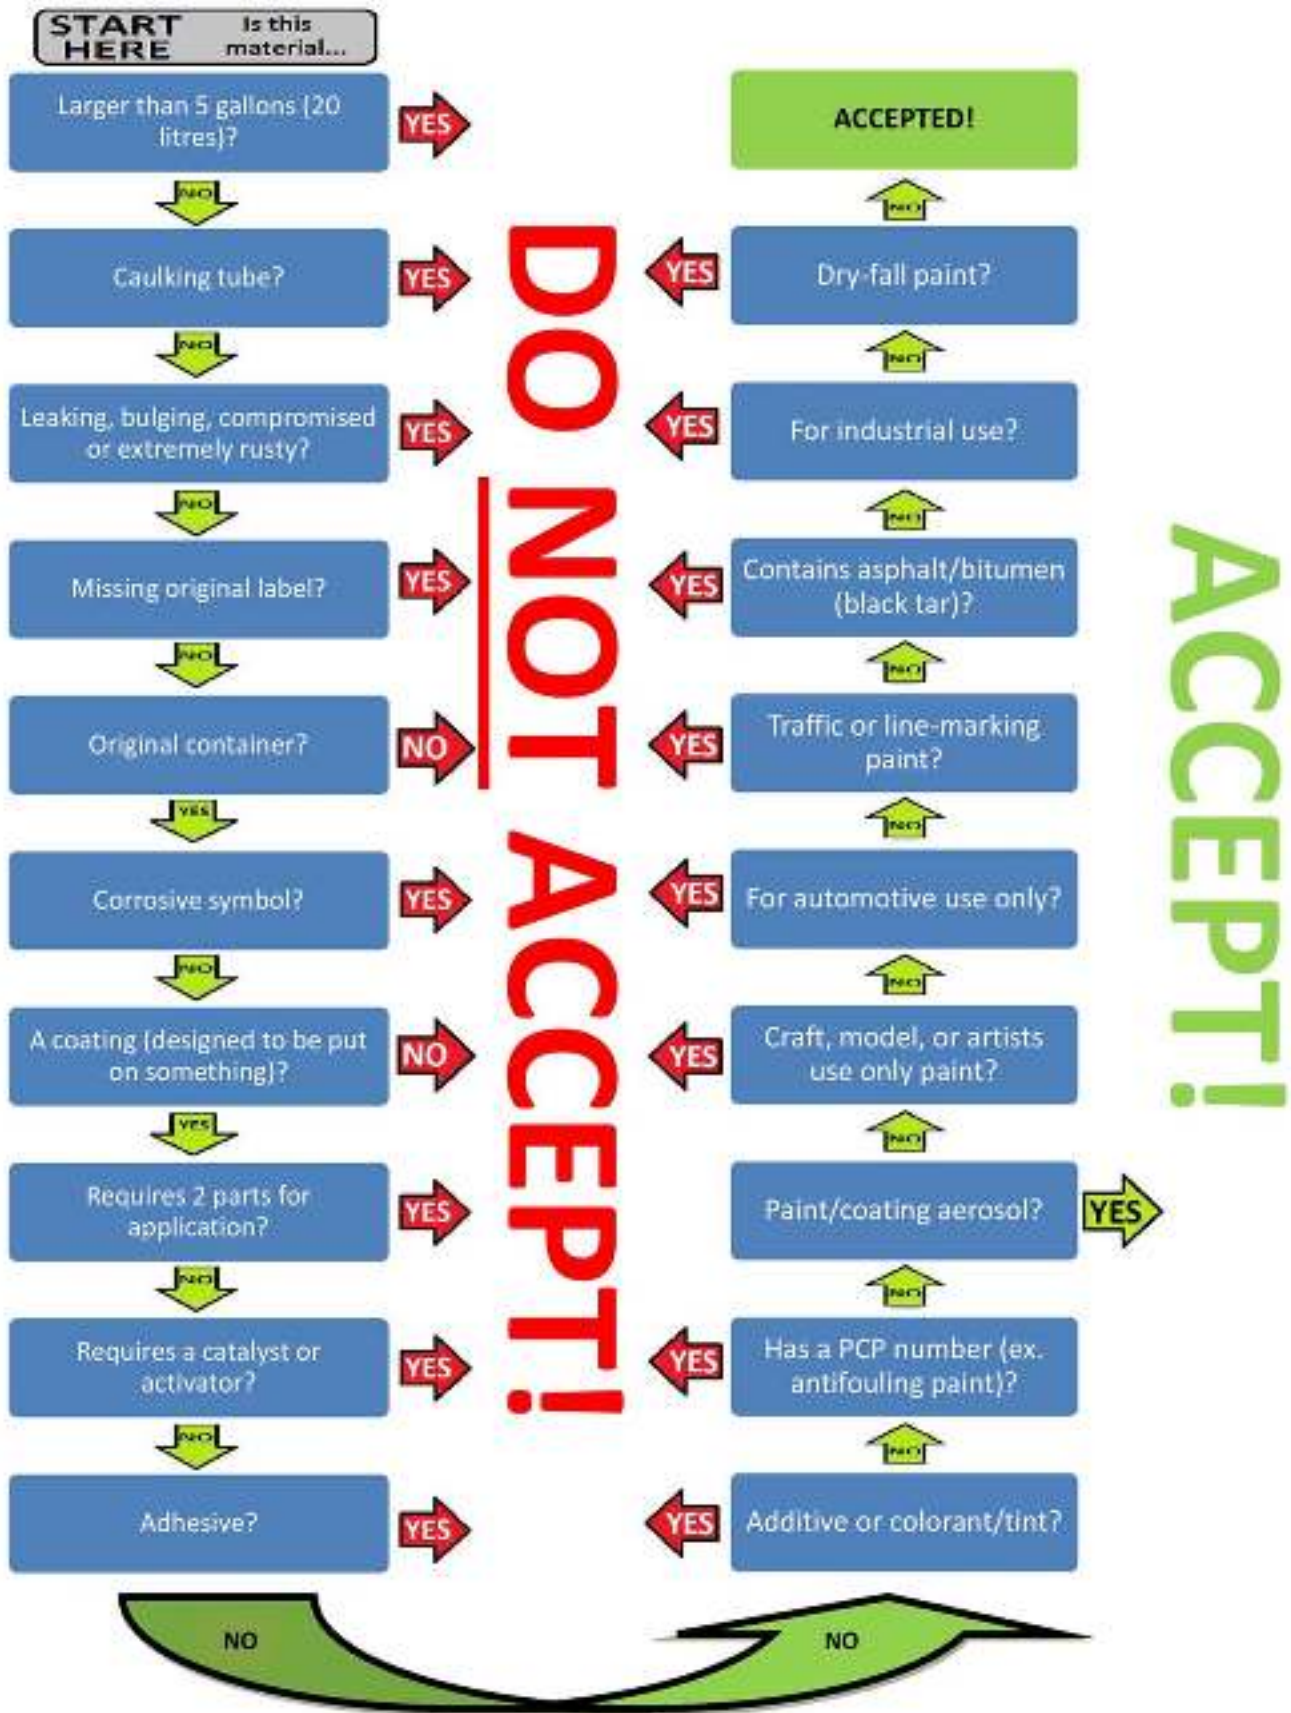 START HERE
Is this material...
Larger than 5 gallons (20
litres)?
YES
NO
Caulking tube?
YES
NO
Leaking, bulging, compromised
or extremely rusty?
YES
NO
Missing original label?
YES
NO
Original container?
NO
YES
Corrosive symbol?
YES
NO
A coating (designed to be put
on something)?
NO
YES
Requires 2 parts for
application?
YES
NO
Requires a catalyst or
activator?
YES
NO
Adhesive?
YES
NO
NO
DO NOT ACCEPT!
Additive or colorant/tint?
YES
NO
Has a PCP number (ex.
antifouling paint)?
YES
NO
Paint/coating aerosol?
YES
NO
Craft, model, or artists
use only paint?
YES
NO
For automotive use only?
YES
NO
Traffic or line-marking
paint?
YES
NO
Contains asphalt/bitumen
(black tar)?
YES
NO
For industrial use?
YES
NO
Dry-fall paint?
YES
NO
ACCEPTED!
ACCEPT!